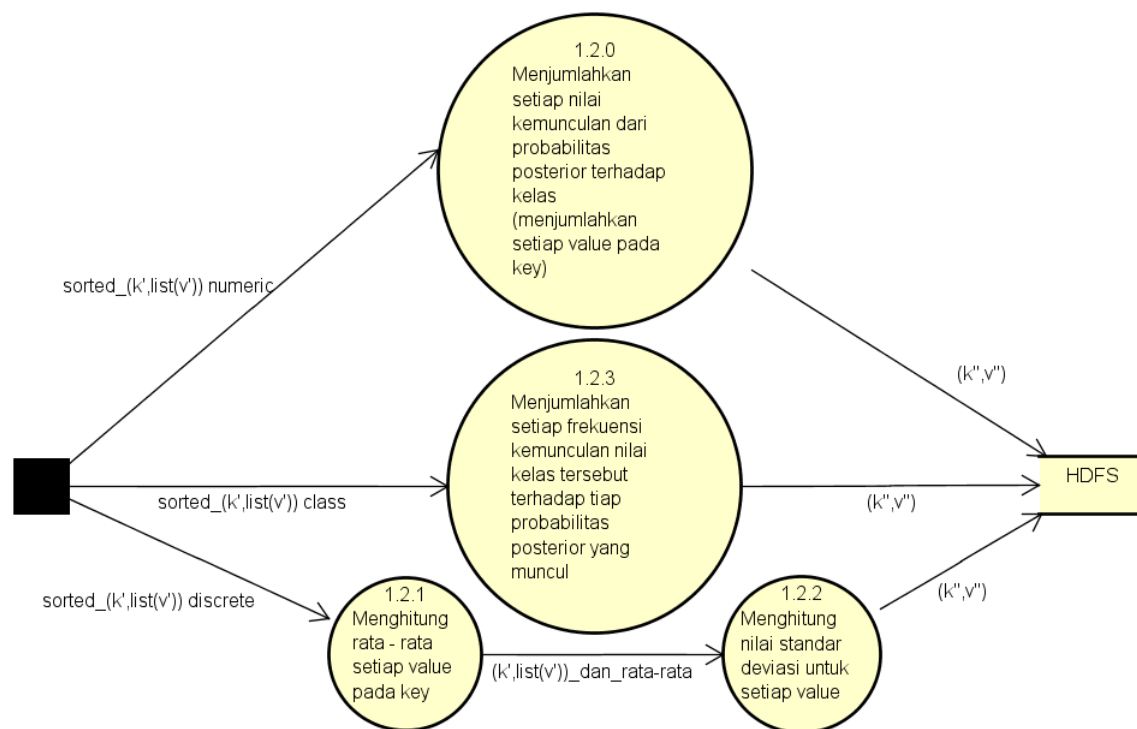 1.2.0
Menjumlahkan
setiap nilai
kemunculan dari
probabilitas
posterior terhadap
kelas
(menjumlahkan
setiap value pada
key)
sorted_(k',list(v')) numeric
(k'',v'')
1.2.3
Menjumlahkan
setiap frekuensi
kemunculan nilai
kelas tersebut
terhadap tiap
probabilitas
posterior yang
muncul
sorted_(k',list(v')) class
(k'',v'')
HDFS
sorted_(k',list(v')) discrete
1.2.1
Menghitung
rata - rata
setiap value
pada key
(k',list(v'))_dan_rata-rata
1.2.2
Menghitung
nilai standar
deviasi untuk
setiap value
(k'',v'')